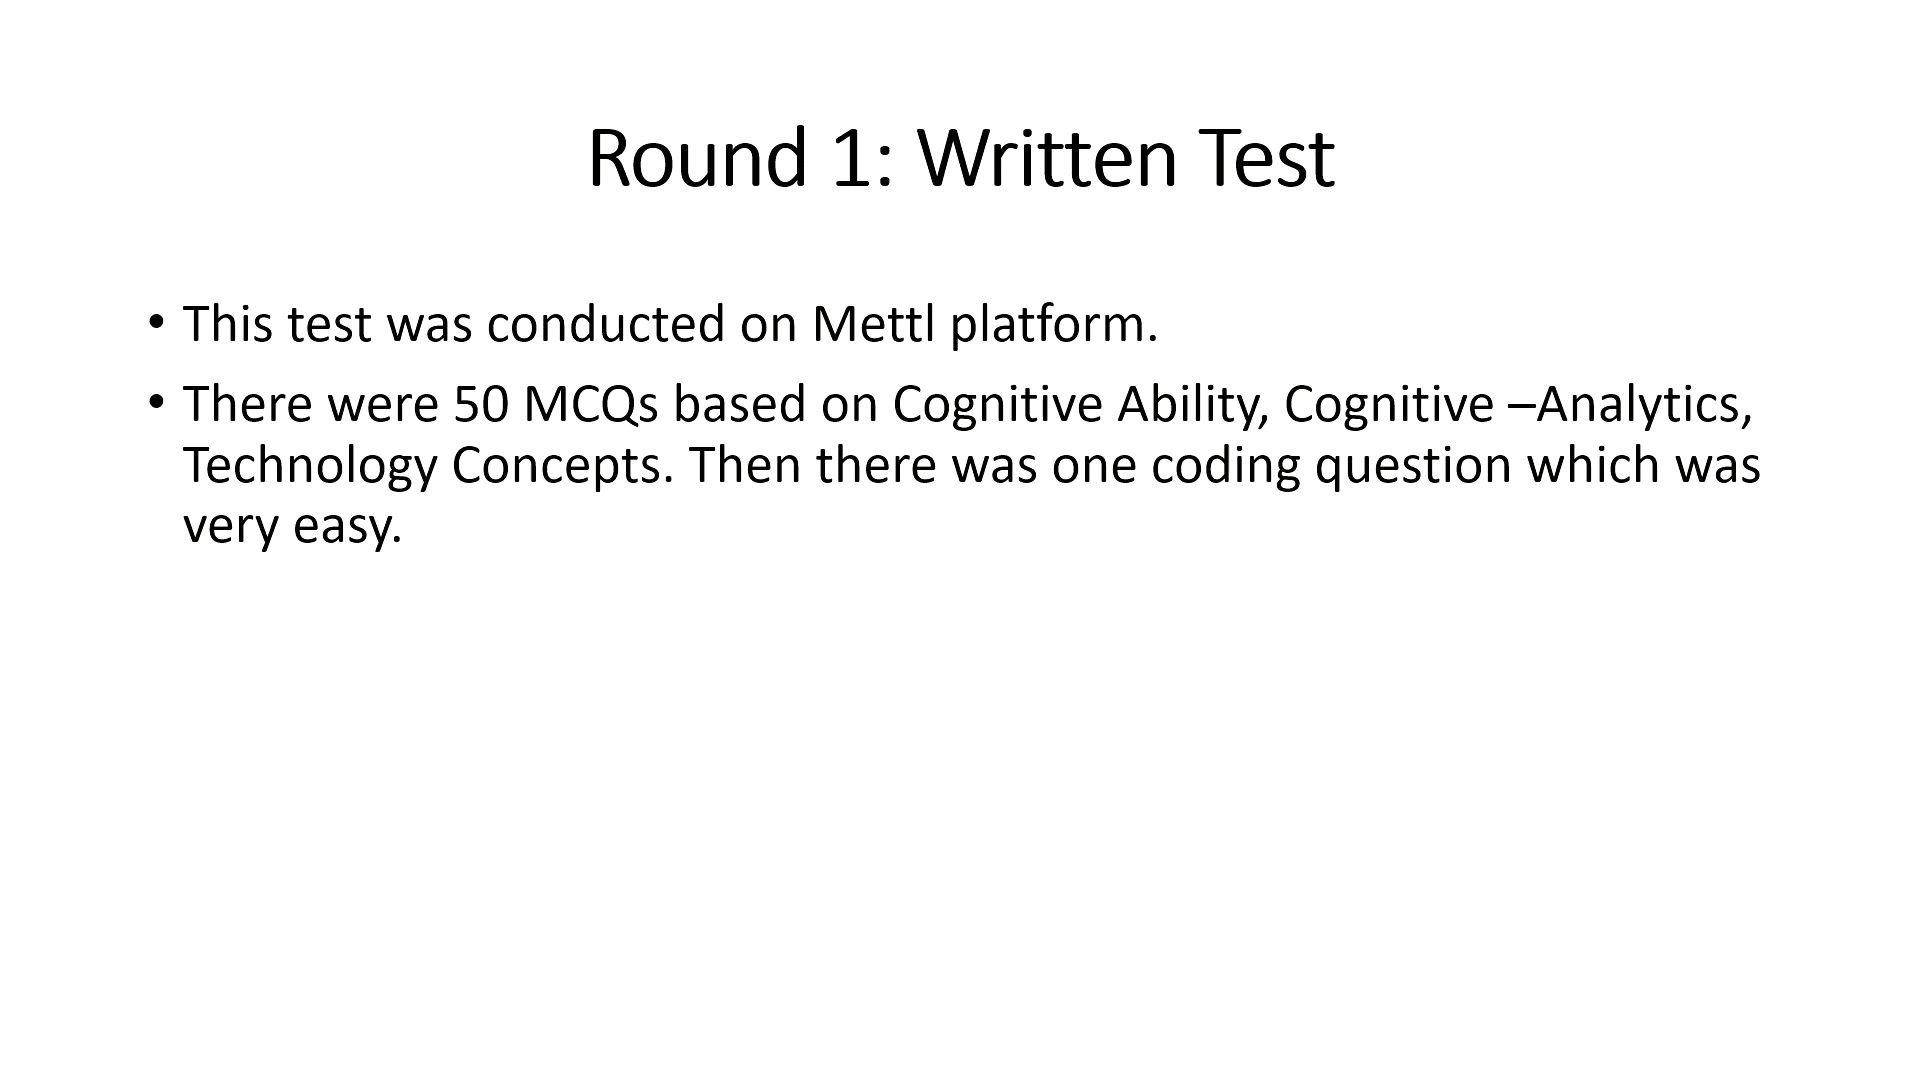 Round 1: Written Test
• This test was conducted on Mettl platform.
• There were 50 MCQs based on Cognitive Ability, Cognitive –Analytics,
Technology Concepts. Then there was one coding question which was
very easy.